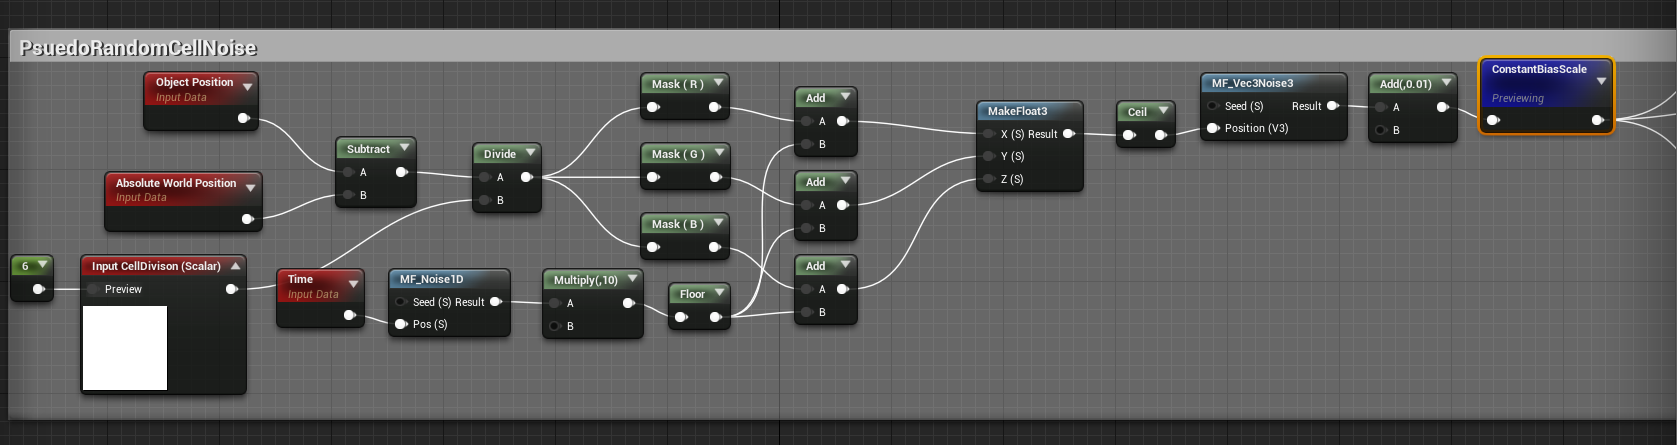 PsuedoRandomCellNoise
Object Position
Input Data
Absolute World Position
Input Data
6
Input CellDivison (Scalar)
Preview
Subtract
A
B
Time
Input Data
MF_Noise1D
Seed (S) Result
Pos (S)
Divide
A
B
Multiply(,10)
A
B
Mask ( R )
Mask ( G )
Mask ( B )
Floor
Add
A
B
Add
A
B
Add
A
B
MakeFloat3
X (S) Result
Y (S)
Z (S)
Ceil
MF_Vec3Noise3
Seed (S) Result
Position (V3)
Add(,0.01)
A
B
ConstantBiasScale
Previewing